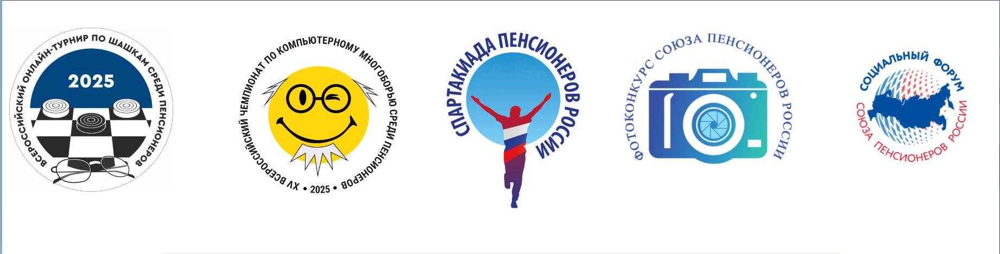 ВСЕРОССИЙСКИЙ ОНЛАЙН-ТУРНИР ПО ШАШКАМ СРЕДИ ПЕНСИОНЕРОВ
2025
XV ВСЕРОССИЙСКИЙ ЧЕМПИОНАТ ПО КОМПЬЮТЕРНОМУ МНОГОБОРЬЮ СРЕДИ ПЕНСИОНЕРОВ
• 2025 •
СПАРТАКИАДА ПЕНСИОНЕРОВ РОССИИ
ФОТОКОНКУРС СОЮЗА ПЕНСИОНЕРОВ РОССИИ
СОЦИАЛЬНЫЙ ФОРУМ
СОЮЗА ПЕНСИОНЕРОВ РОССИИ